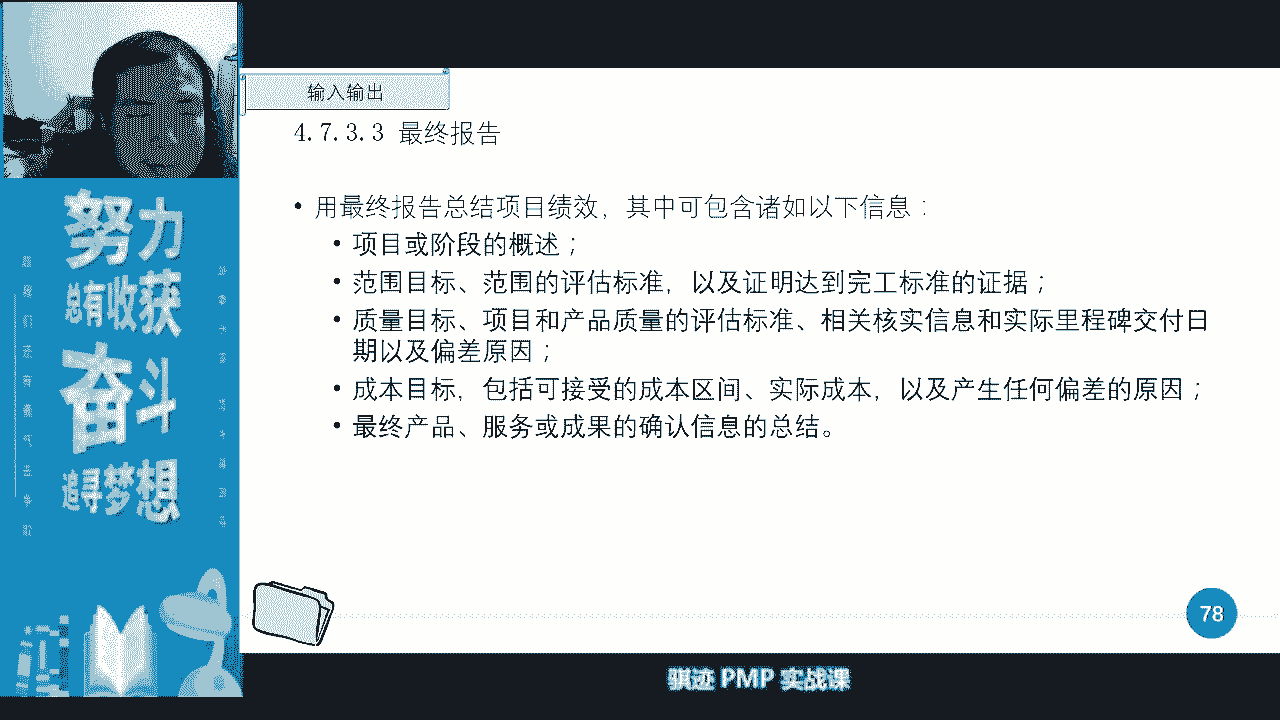 输入输出
4.7.3.3 最终报告
• 用最终报告总结项目绩效，其中可包含诸如以下信息：
• 项目或阶段的概述；
• 范围目标、范围的评估标准，以及证明达到完工标准的证据；
• 质量目标、项目和产品质量的评估标准、相关核实信息和实际里程碑交付日
期以及偏差原因；
• 成本目标，包括可接受的成本区间、实际成本，以及产生任何偏差的原因；
• 最终产品、服务或成果的确认信息的总结。
78
努力
总有收获
奋斗
追寻梦想
骐迹 PMP 实战课